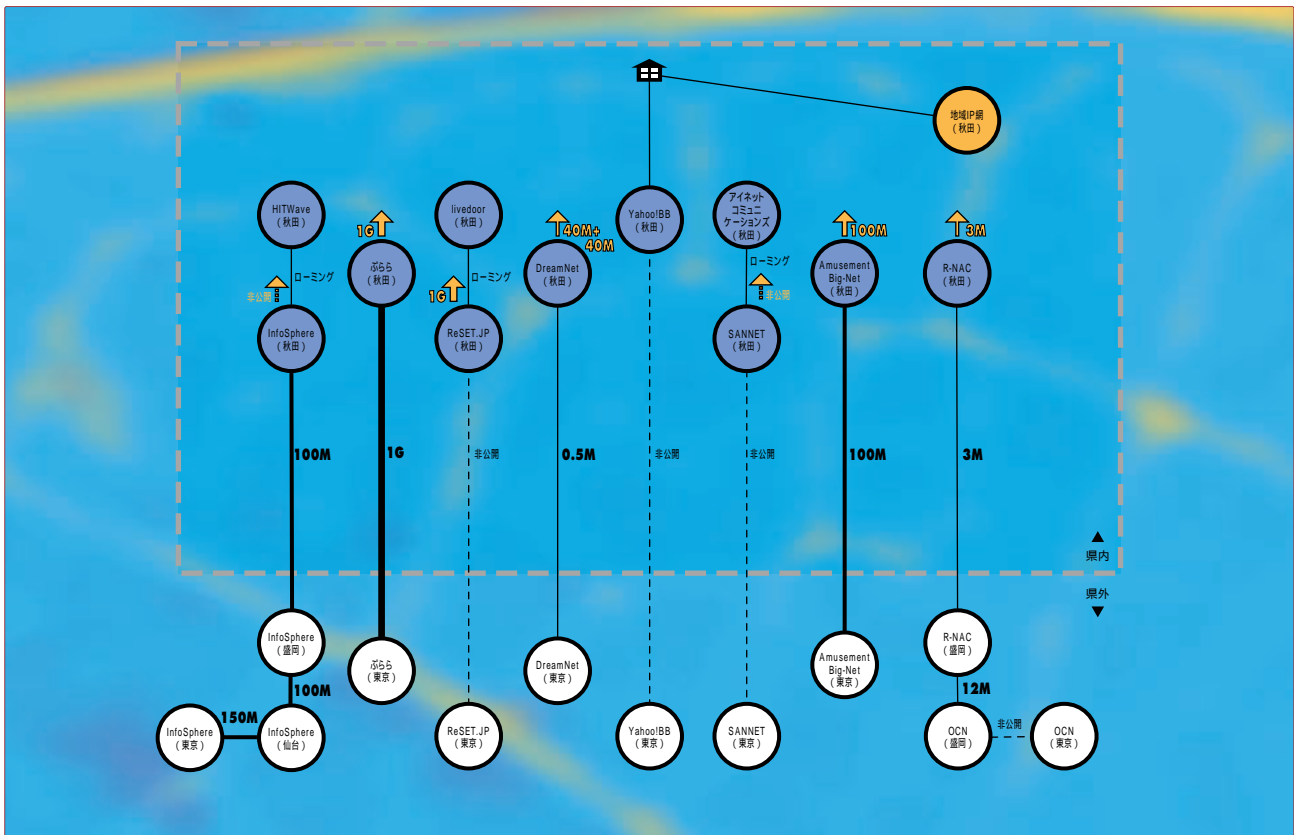 地域IP網
(秋田)
HITWave
(秋田)
livedoor
(秋田)
Yahoo!BB
(秋田)
アイネット
コミュニ
ケーションズ
(秋田)
1G
40M+
40M
100M
3M
ぷらら
(秋田)
DreamNet
(秋田)
Amusement
Big-Net
(秋田)
R-NAC
(秋田)
ローミング
非公開
ローミング
1G
ローミング
非公開
InfoSphere
(秋田)
ReSET.JP
(秋田)
SANNET
(秋田)
100M
1G
非公開
0.5M
非公開
非公開
100M
3M
▲
県内
県外
▼
InfoSphere
(盛岡)
ぷらら
(東京)
DreamNet
(東京)
Amusement
Big-Net
(東京)
R-NAC
(盛岡)
100M
12M
150M
非公開
InfoSphere
(東京)
InfoSphere
(仙台)
ReSET.JP
(東京)
Yahoo!BB
(東京)
SANNET
(東京)
OCN
(盛岡)
OCN
(東京)